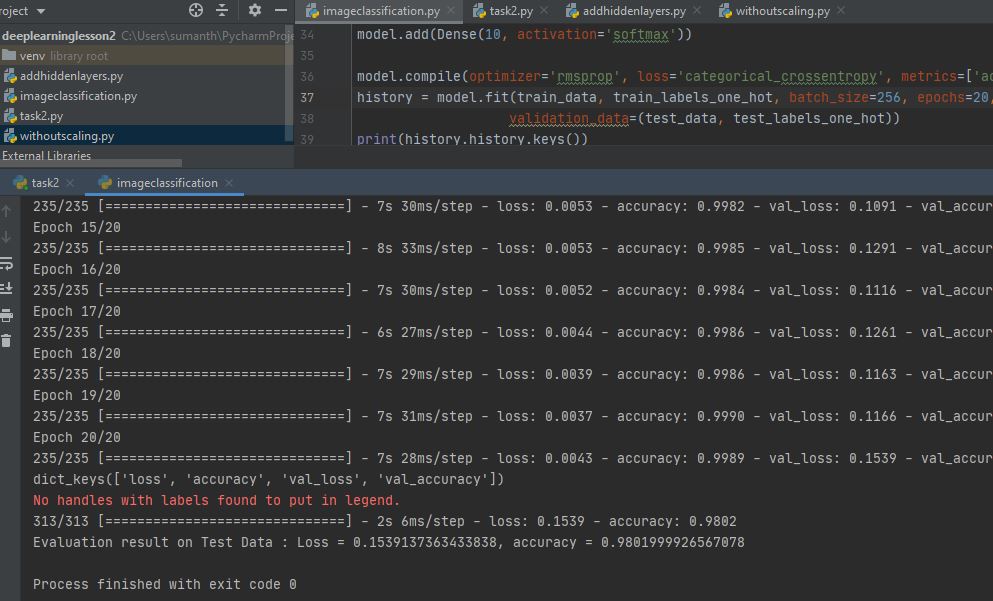 roject
deeplearninglesson2 C:\Users\sumanth\PycharmProje
venv library root
addhiddenlayers.py
imageclassification.py
task2.py
withoutscaling.py
External Libraries
imageclassification.py task2.py addhiddenlayers.py withoutscaling.py
34 model.add(Dense(10, activation='softmax'))
35
36 model.compile(optimizer='rmsprop', loss='categorical_crossentropy', metrics=['ac
37 history = model.fit(train_data, train_labels_one_hot, batch_size=256, epochs=20,
38 validation_data=(test_data, test_labels_one_hot))
39 print(history.history.keys())
task2 imageclassification
235/235 [==============================] - 7s 30ms/step - loss: 0.0053 - accuracy: 0.9982 - val_loss: 0.1091 - val_accur
Epoch 15/20
235/235 [==============================] - 8s 33ms/step - loss: 0.0053 - accuracy: 0.9985 - val_loss: 0.1291 - val_accur
Epoch 16/20
235/235 [==============================] - 7s 30ms/step - loss: 0.0052 - accuracy: 0.9984 - val_loss: 0.1116 - val_accur
Epoch 17/20
235/235 [==============================] - 6s 27ms/step - loss: 0.0044 - accuracy: 0.9986 - val_loss: 0.1261 - val_accur
Epoch 18/20
235/235 [==============================] - 7s 29ms/step - loss: 0.0039 - accuracy: 0.9986 - val_loss: 0.1163 - val_accur
Epoch 19/20
235/235 [==============================] - 7s 31ms/step - loss: 0.0037 - accuracy: 0.9990 - val_loss: 0.1166 - val_accur
Epoch 20/20
235/235 [==============================] - 7s 28ms/step - loss: 0.0043 - accuracy: 0.9989 - val_loss: 0.1539 - val_accur
dict_keys(['loss', 'accuracy', 'val_loss', 'val_accuracy'])
No handles with labels found to put in legend.
313/313 [==============================] - 2s 6ms/step - loss: 0.1539 - accuracy: 0.9802
Evaluation result on Test Data : Loss = 0.1539137363433838, accuracy = 0.9801999926567078
Process finished with exit code 0